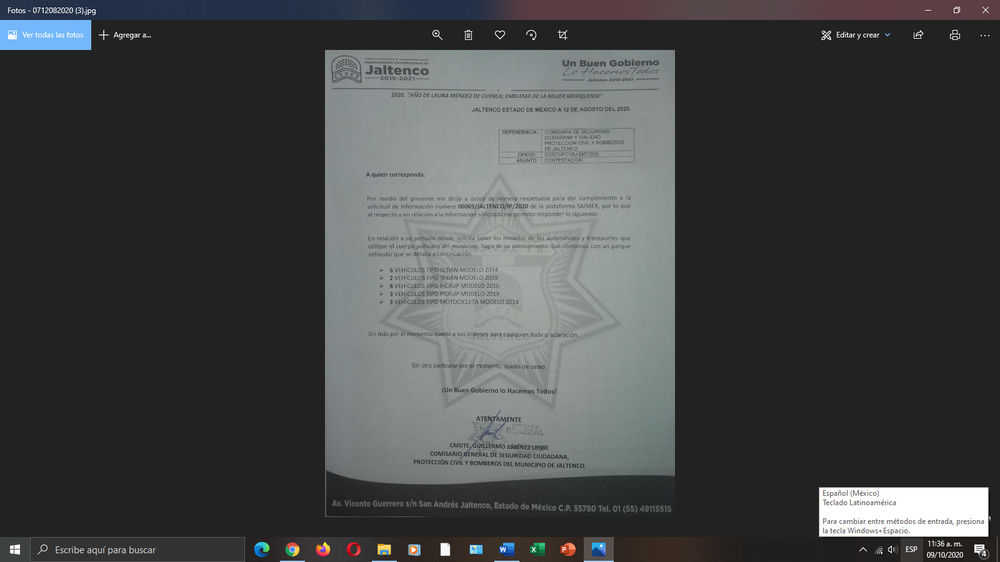 Fotos - 0712082020 (3).jpg
Ver todas las fotos
Agregar a...
Editar y crear
Ayuntamiento Constitucional de
Jaltenco
2019-2021
Un Buen Gobierno
Lo Hacemos Todos
Jaltenco 2019-2021
2020. "AÑO DE LAURA MÉNDEZ DE CUENCA; EMBLEMA DE LA MUJER MEXIQUENSE"
JALTENCO ESTADO DE MÉXICO A 12 DE AGOSTO DEL 2020.
DEPENDENCIA: COMISARIA DE SEGURIDAD
CIUDADANA Y VIALIDAD
PROTECCION CIVIL Y BOMBEROS
DE JALTENCO.
OFICIO: CGSCVPCYBJ/247/2020
ASUNTO: CONTESTACION
A quien corresponda.
Por medio del presente me dirijo a usted de manera respetuosa para dar cumplimiento a la
solicitud de información número 00069/JALTENCO/IP/2020 de la plataforma SAIMEX, por lo que
al respecto y en relación a la información solicitada me permito responder lo siguiente:
En relación a su petición donde solicita saber los modelos de los automóviles y transportes que
utilizan el cuerpo policiaco del municipio, hago de su conocimiento que contamos con un parque
vehicular que se detalla a continuación.
➢ 6 VEHÍCULOS TIPO SEDÁN MODELO 2014
➢ 2 VEHÍCULOS TIPO SEDÁN MODELO 2019
➢ 6 VEHÍCULOS TIPO PICKUP MODELO 2016
➢ 3 VEHÍCULOS TIPO PICKUP MODELO 2019
➢ 3 VEHÍCULOS TIPO MOTOCICLETA MODELO 2014
JALTENCO
Sin más por el momento quedo a sus órdenes para cualquier duda o aclaración.
Sin otro particular por el momento, quedo de usted
¡Un Buen Gobierno lo Hacemos Todos!
ATENTAMENTE
COMISARIA
GENERAL
CMDTE. GUILLERMO JIMÉNEZ URIBE
COMISARIO GENERAL DE SEGURIDAD CIUDADANA,
PROTECCIÓN CIVIL Y BOMBEROS DEL MUNICIPIO DE JALTENCO.
Av. Vicente Guerrero s/n San Andrés Jaltenco, Estado de México C.P. 55780 Tel. 01 (55) 49115515
Español (México)
Teclado Latinoamérica
Para cambiar entre métodos de entrada, presiona
la tecla Windows+Espacio.
Escribe aquí para buscar
ESP
11:36 a. m.
09/10/2020
4